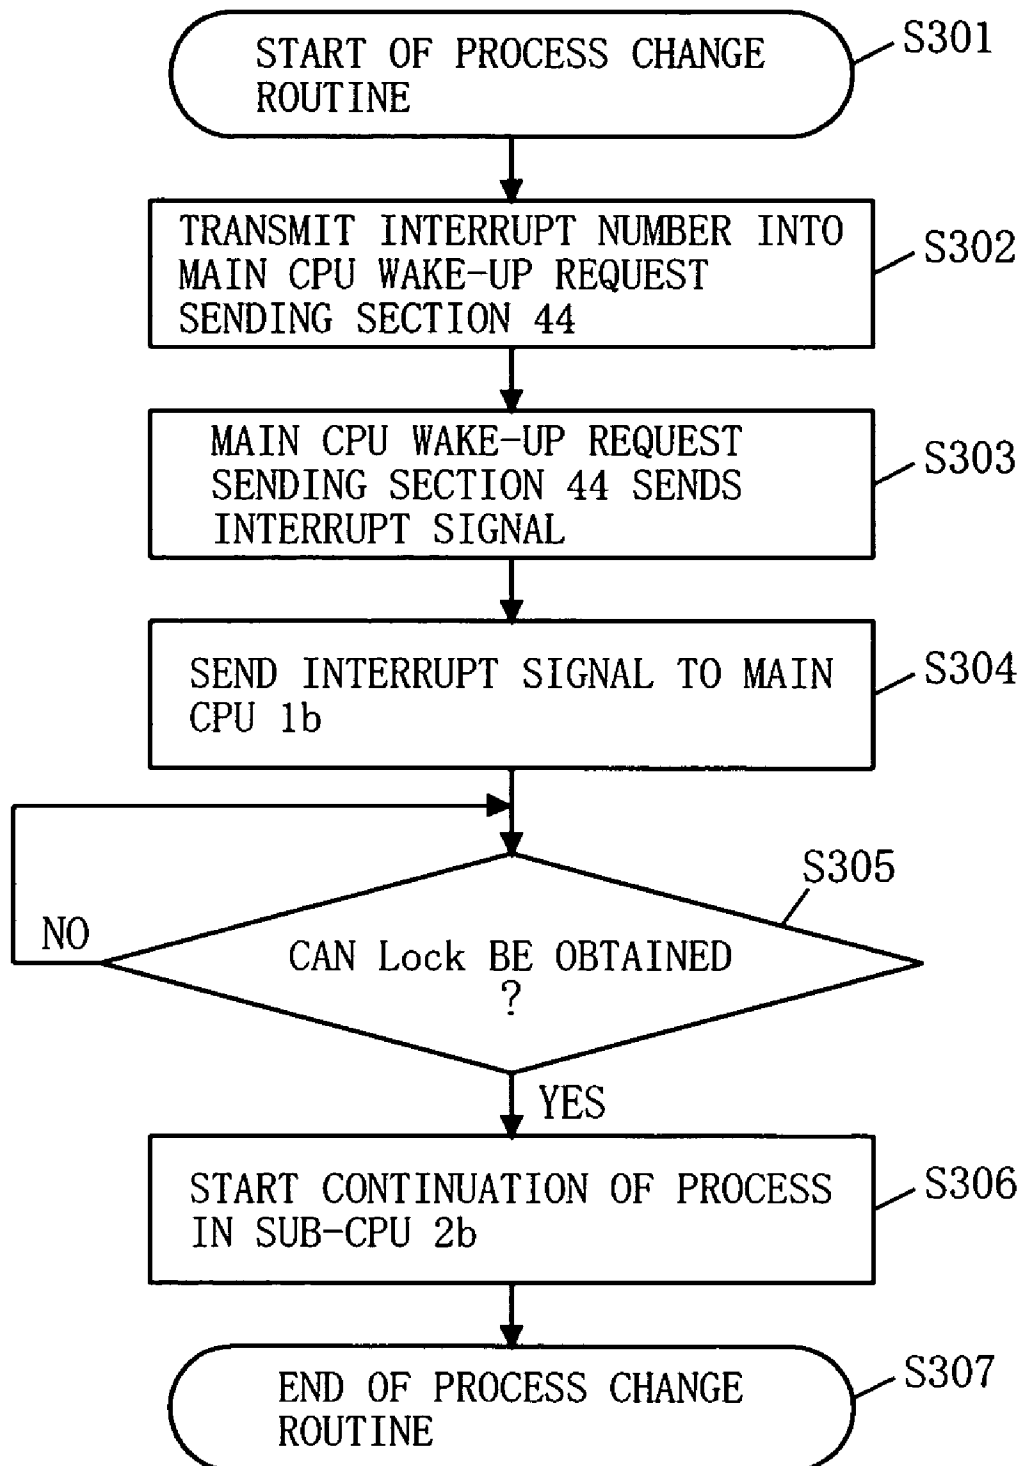 START OF PROCESS CHANGE
ROUTINE
S301
TRANSMIT INTERRUPT NUMBER INTO
MAIN CPU WAKE-UP REQUEST
SENDING SECTION 44
S302
MAIN CPU WAKE-UP REQUEST
SENDING SECTION 44 SENDS
INTERRUPT SIGNAL
S303
SEND INTERRUPT SIGNAL TO MAIN
CPU 1b
S304
S305
NO
CAN Lock BE OBTAINED
?
YES
START CONTINUATION OF PROCESS
IN SUB-CPU 2b
S306
END OF PROCESS CHANGE
ROUTINE
S307